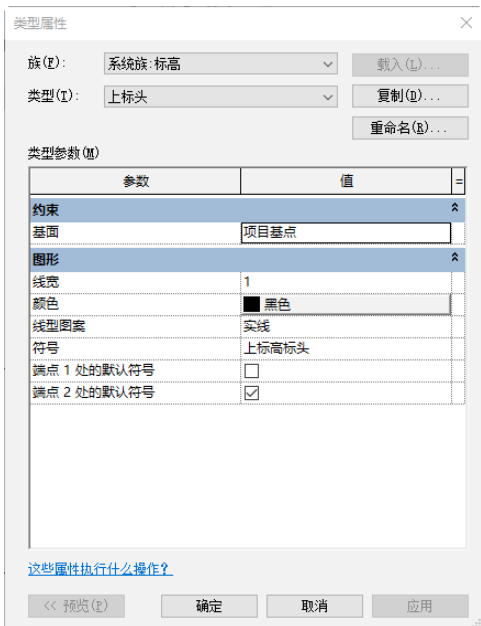 类型属性
族(F): 系统族:标高 载入(L)...
类型(T): 上标头 复制(D)...
重命名(R)...
类型参数(M)
参数 值 =
约束
基面 项目基点
图形
线宽 1
颜色 黑色
线型图案 实线
符号 上标高标头
端点 1 处的默认符号
端点 2 处的默认符号
这些属性执行什么操作?
<< 预览(P) 确定 取消 应用